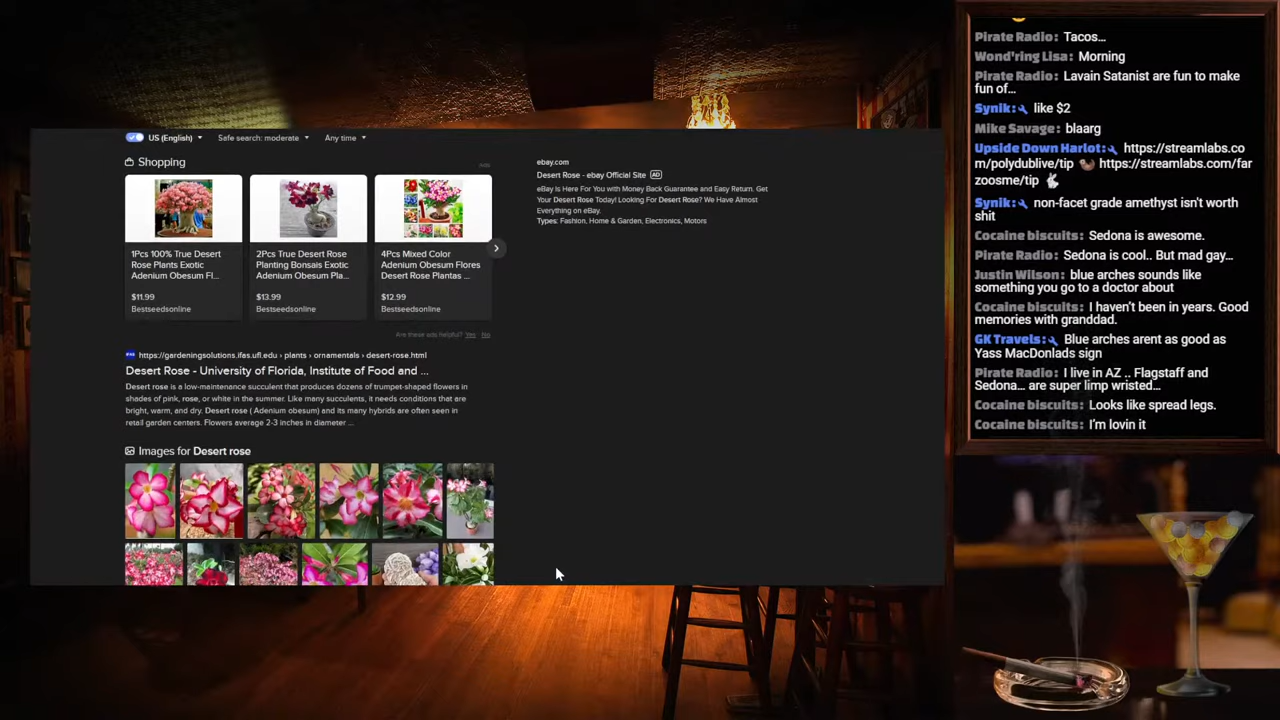 US (English)
Safe search: moderate
Any time
Shopping
1Pcs 100% True Desert
Rose Plants Exotic
Adenium Obesum Fl...
$11.99
Bestseedsonline
2Pcs True Desert Rose
Planting Bonsais Exotic
Adenium Obesum Pla...
$13.99
Bestseedsonline
4Pcs Mixed Color
Adenium Obesum Flores
Desert Rose Plantas ...
$12.99
Bestseedsonline
Are these ads helpful? Yes No
https://gardeningsolutions.ifas.ufl.edu › plants › ornamentals › desert-rose.html
Desert Rose - University of Florida, Institute of Food and ...
Desert rose is a low-maintenance succulent that produces dozens of trumpet-shaped flowers in
shades of pink, rose, or white in the summer. Like many succulents, it needs conditions that are
bright, warm, and dry. Desert rose ( Adenium obesum) and its many hybrids are often seen in
retail garden centers. Flowers average 2-3 inches in diameter ...
Images for Desert rose
ebay.com
Desert Rose - ebay Official Site AD
eBay Is Here For You with Money Back Guarantee and Easy Return. Get
Your Desert Rose Today! Looking For Desert Rose? We Have Almost
Everything on eBay.
Types: Fashion, Home & Garden, Electronics, Motors
Pirate Radio: Tacos…
Wond'ring Lisa: Morning
Pirate Radio: Lavain Satanist are fun to make
fun of…
Synik: like $2
Mike Savage: blaarg
Upside Down Harlot: https://streamlabs.co
m/polydublive/tip https://streamlabs.com/far
zoosme/tip
Synik: non-facet grade amethyst isn't worth
shit
Cocaine biscuits: Sedona is awesome.
Pirate Radio: Sedona is cool.. But mad gay…
Justin Wilson: blue arches sounds like
something you go to a doctor about
Cocaine biscuits: I haven't been in years. Good
memories with granddad.
GK Travels: Blue arches arent as good as
Yass MacDonlads sign
Pirate Radio: I live in AZ .. Flagstaff and
Sedona… are super limp wristed…
Cocaine biscuits: Looks like spread legs.
Cocaine biscuits: I'm lovin it